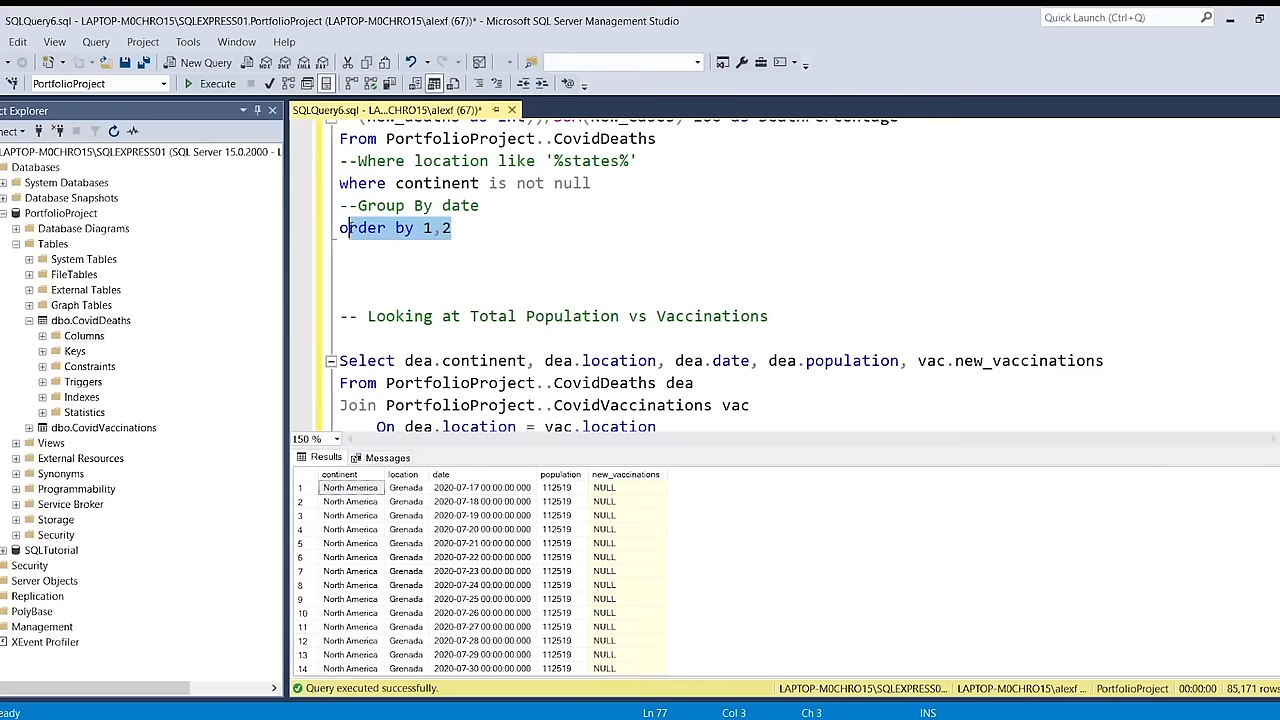 SQLQuery6.sql - LAPTOP-M0CHRO15\SQLEXPRESS01.PortfolioProject (LAPTOP-M0CHRO15\alexf (67))* - Microsoft SQL Server Management Studio
Quick Launch (Ctrl+Q)
Edit View Query Project Tools Window Help
New Query
PortfolioProject
Execute
ct Explorer
SQLQuery6.sql - LA...CHRO15\alexf (67))*
nect
LAPTOP-M0CHRO15\SQLEXPRESS01 (SQL Server 15.0.2000 - L
Databases
System Databases
Database Snapshots
PortfolioProject
Database Diagrams
Tables
System Tables
FileTables
External Tables
Graph Tables
dbo.CovidDeaths
Columns
Keys
Constraints
Triggers
Indexes
Statistics
dbo.CovidVaccinations
Views
External Resources
Synonyms
Programmability
Service Broker
Storage
Security
SQLTutorial
Security
Server Objects
Replication
PolyBase
Management
XEvent Profiler
From PortfolioProject..CovidDeaths
--Where location like '%states%'
where continent is not null
--Group By date
order by 1,2
-- Looking at Total Population vs Vaccinations
Select dea.continent, dea.location, dea.date, dea.population, vac.new_vaccinations
From PortfolioProject..CovidDeaths dea
Join PortfolioProject..CovidVaccinations vac
On dea.location = vac.location
150 %
Results Messages
continent location date population new_vaccinations
1 North America Grenada 2020-07-17 00:00:00.000 112519 NULL
2 North America Grenada 2020-07-18 00:00:00.000 112519 NULL
3 North America Grenada 2020-07-19 00:00:00.000 112519 NULL
4 North America Grenada 2020-07-20 00:00:00.000 112519 NULL
5 North America Grenada 2020-07-21 00:00:00.000 112519 NULL
6 North America Grenada 2020-07-22 00:00:00.000 112519 NULL
7 North America Grenada 2020-07-23 00:00:00.000 112519 NULL
8 North America Grenada 2020-07-24 00:00:00.000 112519 NULL
9 North America Grenada 2020-07-25 00:00:00.000 112519 NULL
10 North America Grenada 2020-07-26 00:00:00.000 112519 NULL
11 North America Grenada 2020-07-27 00:00:00.000 112519 NULL
12 North America Grenada 2020-07-28 00:00:00.000 112519 NULL
13 North America Grenada 2020-07-29 00:00:00.000 112519 NULL
14 North America Grenada 2020-07-30 00:00:00.000 112519 NULL
Query executed successfully.
LAPTOP-M0CHRO15\SQLEXPRESS0... LAPTOP-M0CHRO15\alexf ... PortfolioProject 00:00:00 85,171 rows
eady Ln 77 Col 3 Ch 3 INS